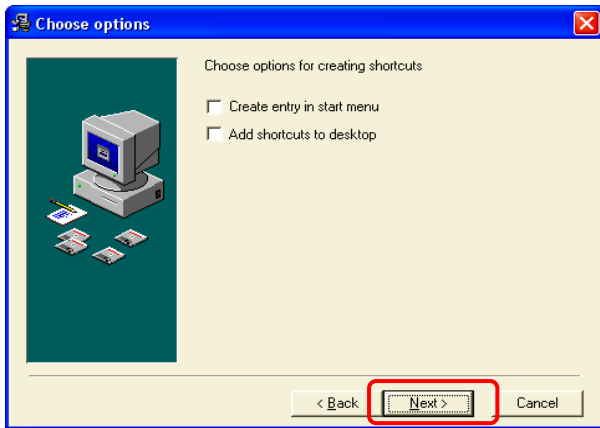 Choose options
Choose options for creating shortcuts
Create entry in start menu
Add shortcuts to desktop
< Back
Next >
Cancel